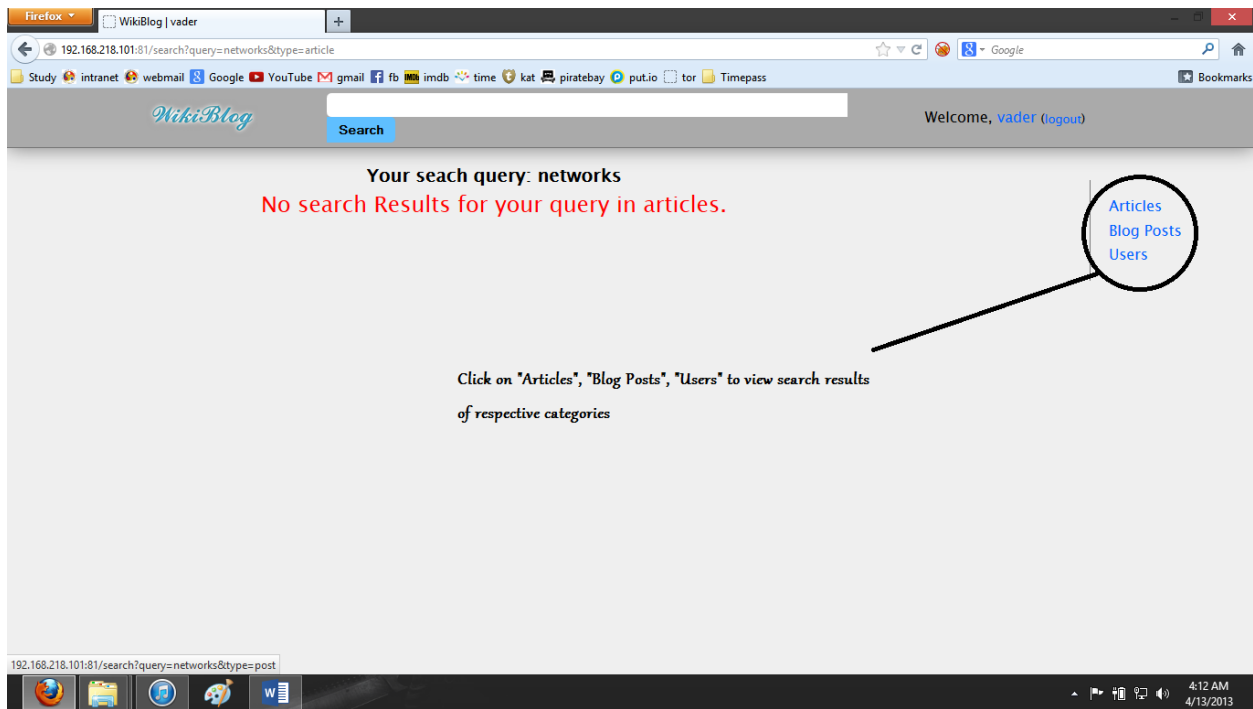 Firefox
WikiBlog | vader
192.168.218.101:81/search?query=networks&type=article
Google
Study intranet webmail Google YouTube gmail fb imdb time kat piratebay put.io tor Timepass Bookmarks
WikiBlog
Search
Welcome, vader (logout)
Your seach query: networks
No search Results for your query in articles.
Articles
Blog Posts
Users
Click on "Articles", "Blog Posts", "Users" to view search results
of respective categories
192.168.218.101:81/search?query=networks&type=post
4:12 AM
4/13/2013